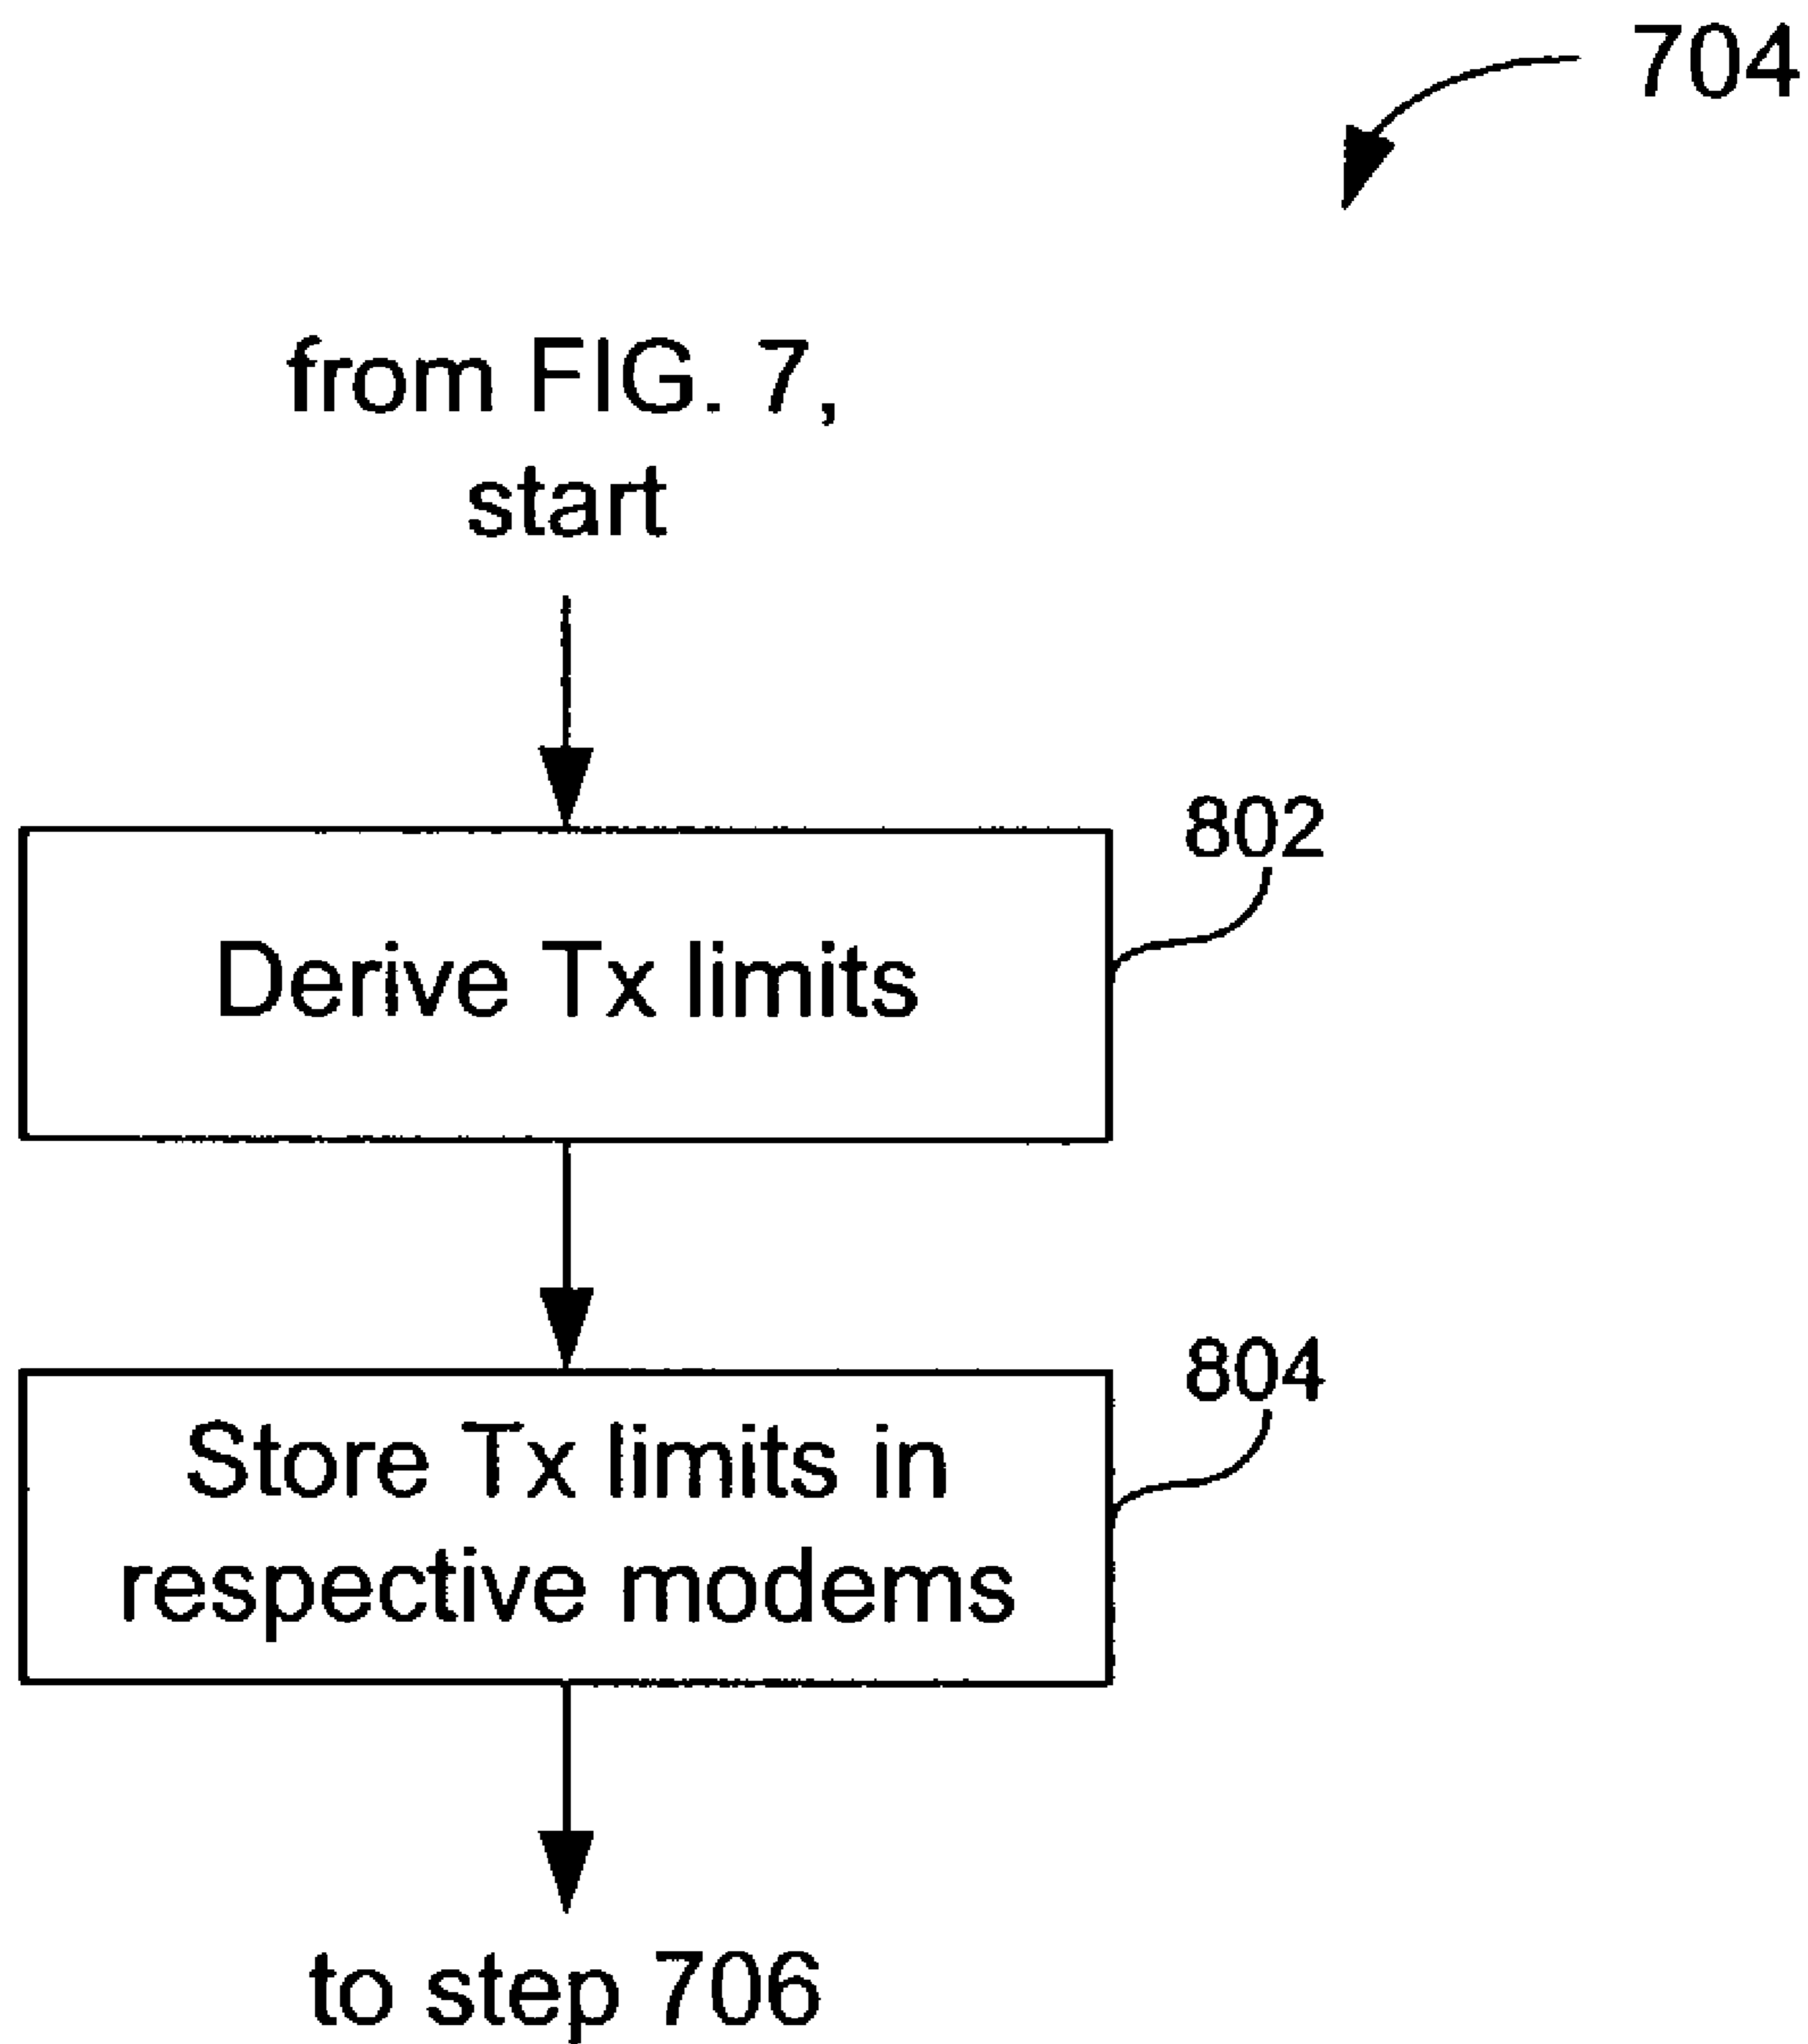 704
from FIG. 7,
start
802
Derive Tx limits
804
Store Tx limits in
respective modems
to step 706